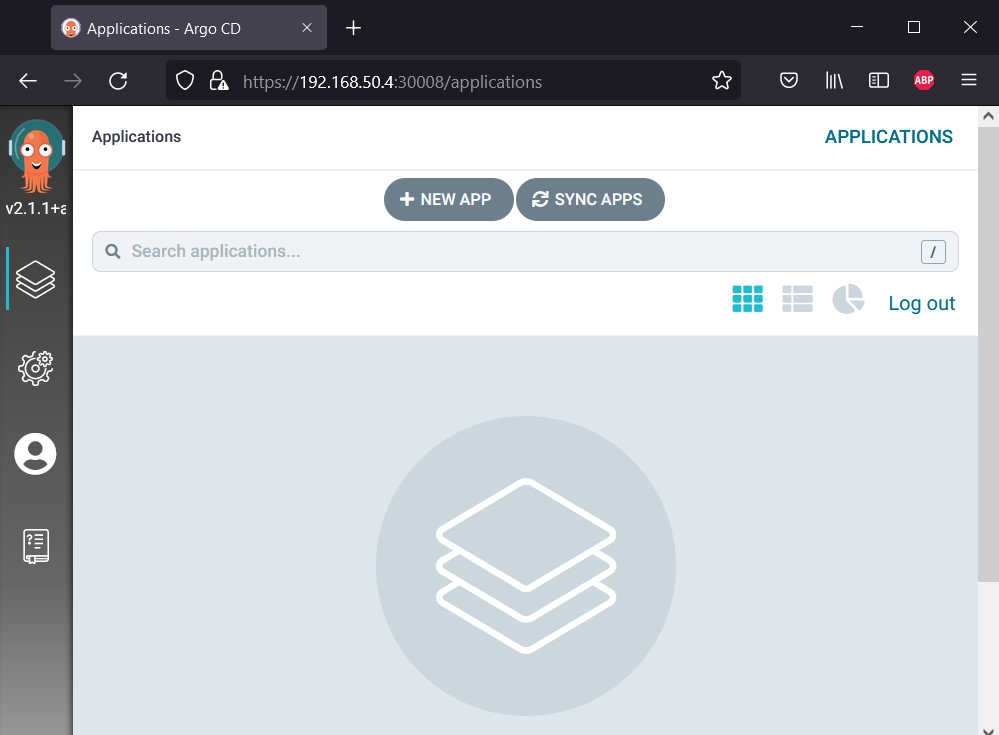 Applications - Argo CD
https://192.168.50.4:30008/applications
ABP
Applications
APPLICATIONS
v2.1.1+a
NEW APP
SYNC APPS
Search applications...
/
Log out